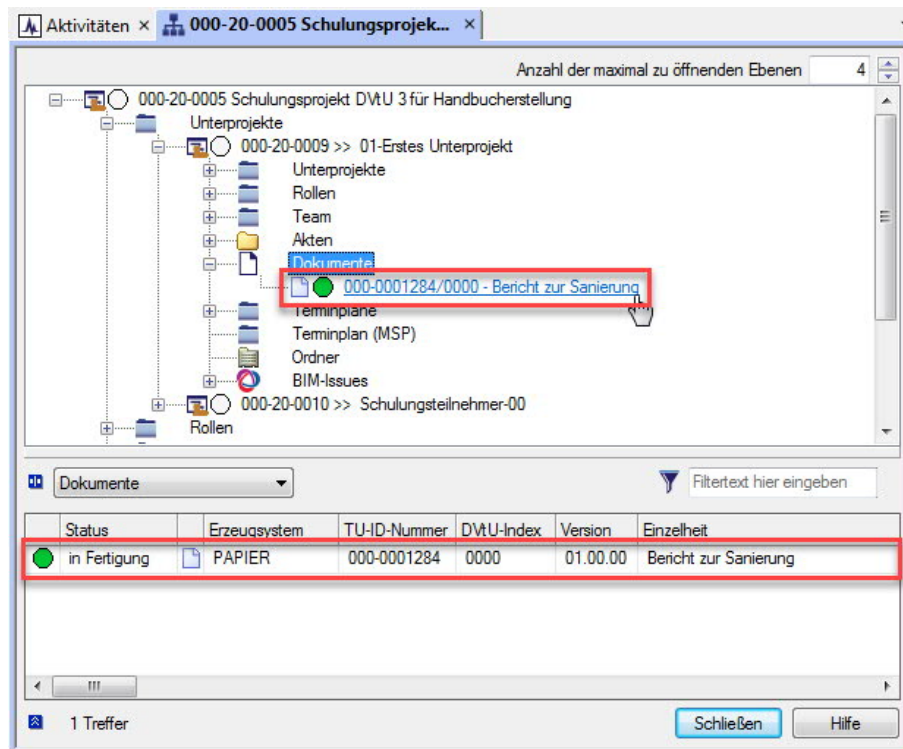 Aktivitäten × 000-20-0005 Schulungsprojek... ×
Anzahl der maximal zu öffnenden Ebenen 4
000-20-0005 Schulungsprojekt DVtU 3 für Handbucherstellung
Unterprojekte
000-20-0009 >> 01-Erstes Unterprojekt
Unterprojekte
Rollen
Team
Akten
Dokumente
000-0001284/0000 - Bericht zur Sanierung
Terminpläne
Terminplan (MSP)
Ordner
BIM-Issues
000-20-0010 >> Schulungsteilnehmer-00
Rollen
Dokumente Filtertext hier eingeben
Status Erzeugsystem TU-ID-Nummer DVtU-Index Version Einzelheit
in Fertigung PAPIER 000-0001284 0000 01.00.00 Bericht zur Sanierung
1 Treffer Schließen Hilfe